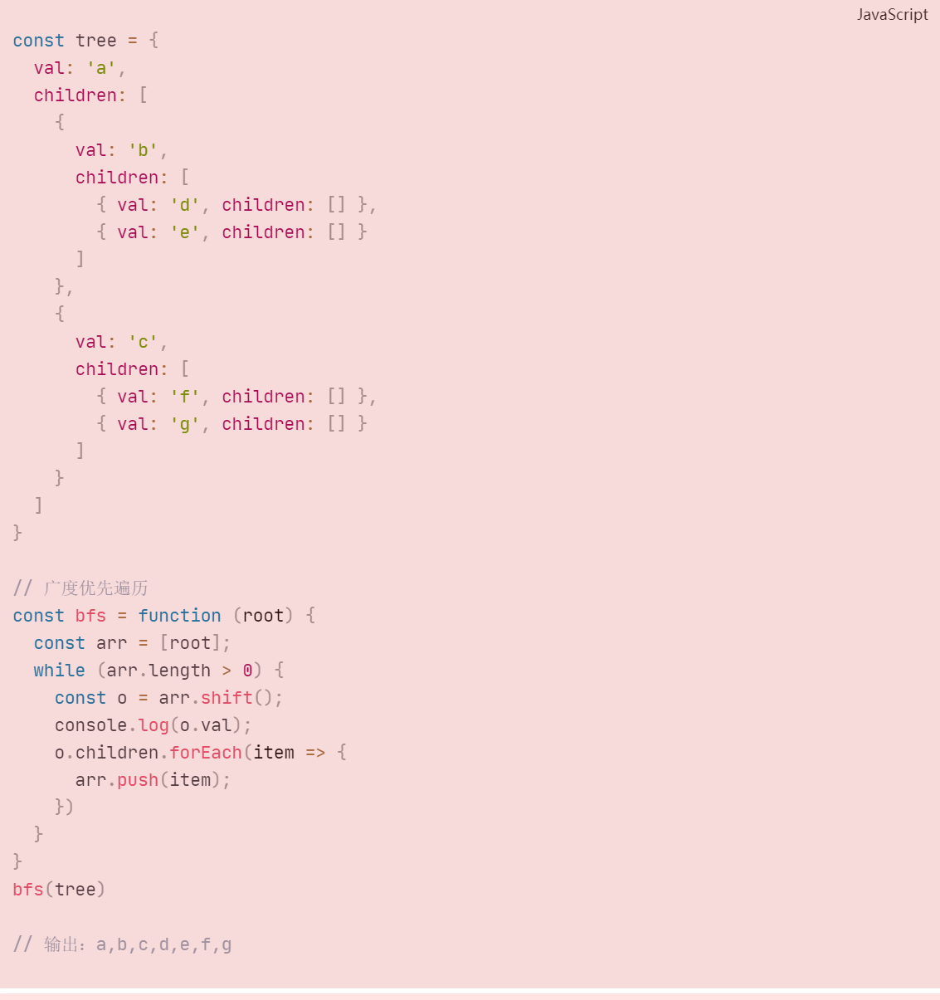 JavaScript
const tree = {
  val: 'a',
  children: [
    {
      val: 'b',
      children: [
        { val: 'd', children: [] },
        { val: 'e', children: [] }
      ]
    },
    {
      val: 'c',
      children: [
        { val: 'f', children: [] },
        { val: 'g', children: [] }
      ]
    }
  ]
}

// 广度优先遍历
const bfs = function (root) {
  const arr = [root];
  while (arr.length > 0) {
    const o = arr.shift();
    console.log(o.val);
    o.children.forEach(item => {
      arr.push(item);
    })
  }
}
bfs(tree)

// 输出：a,b,c,d,e,f,g